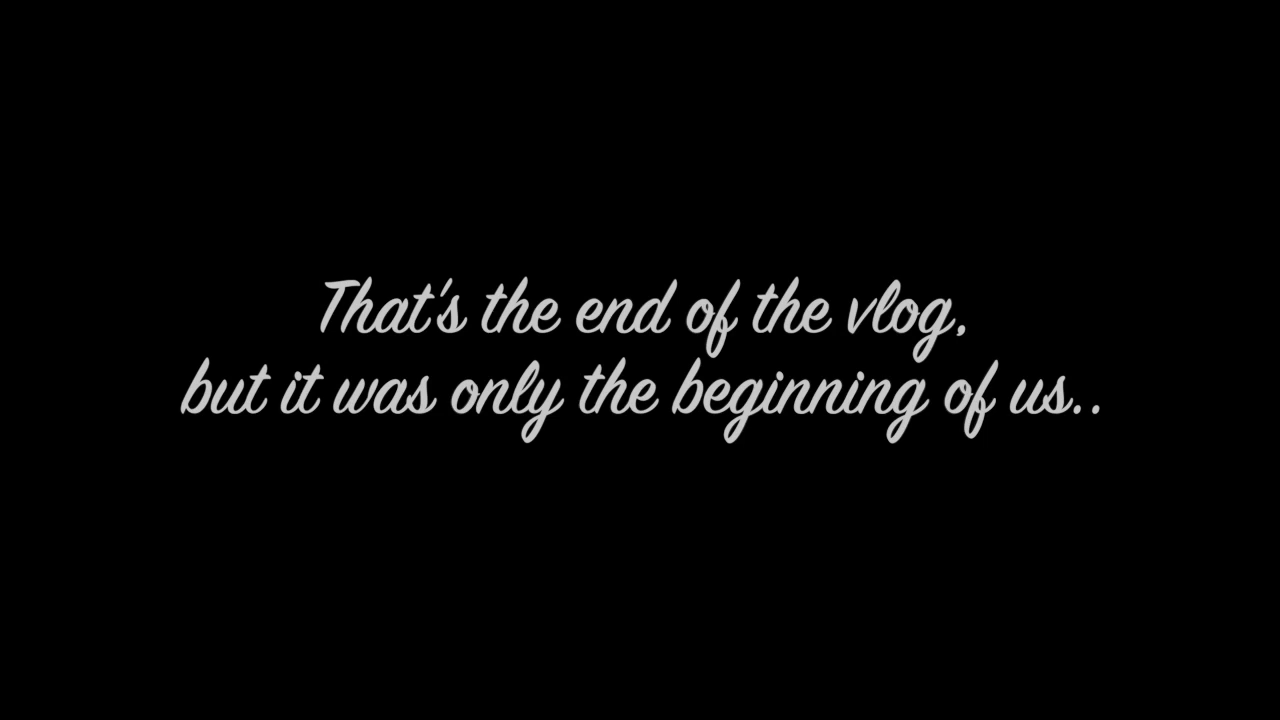 That's the end of the vlog,
but it was only the beginning of us..